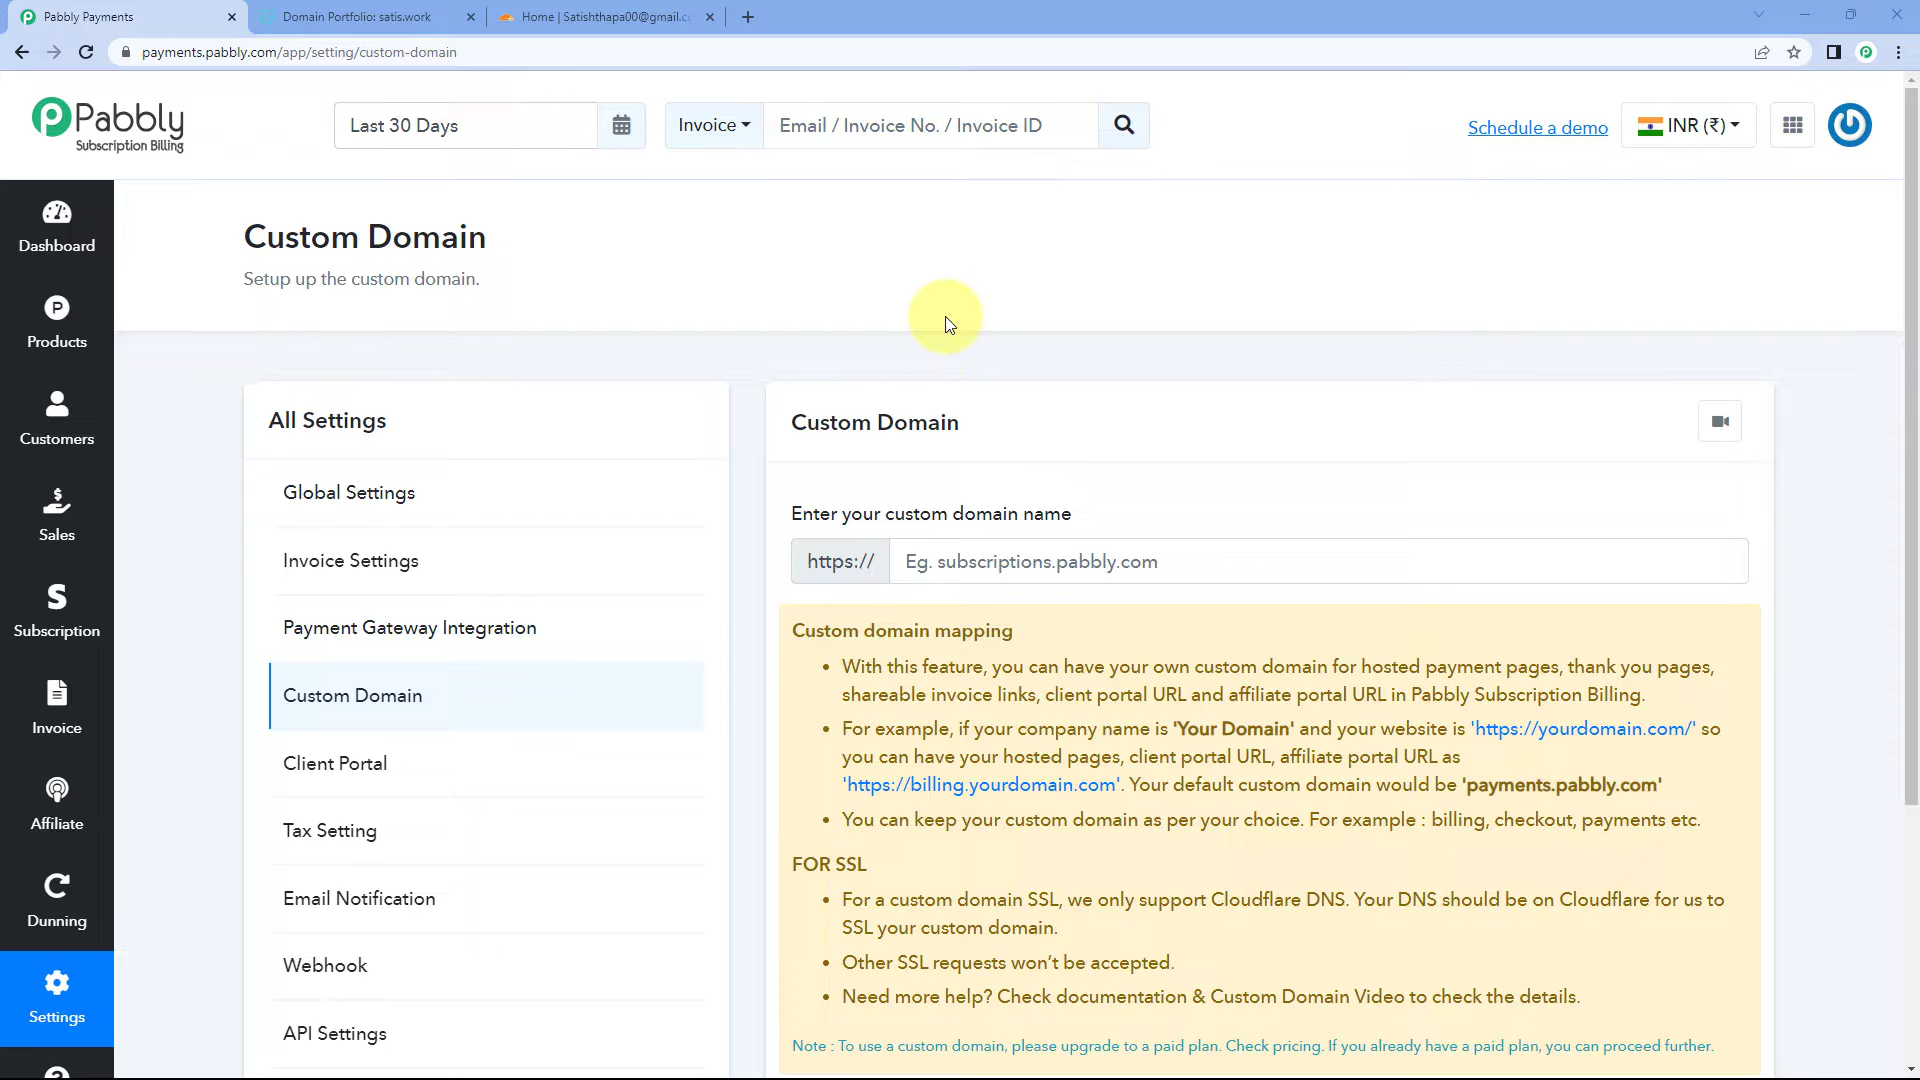 Pabbly Payments
Domain Portfolio: satis.work
Home | Satishthapa00@gmail.c
payments.pabbly.com/app/setting/custom-domain
Pabbly
Subscription Billing
Last 30 Days
Invoice
Email / Invoice No. / Invoice ID
Schedule a demo
INR (₹)
Dashboard
Products
Customers
Sales
Subscription
Invoice
Affiliate
Dunning
Settings
Custom Domain
Setup up the custom domain.
All Settings
Global Settings
Invoice Settings
Payment Gateway Integration
Custom Domain
Client Portal
Tax Setting
Email Notification
Webhook
API Settings
Custom Domain
Enter your custom domain name
https://
Eg. subscriptions.pabbly.com
Custom domain mapping
• With this feature, you can have your own custom domain for hosted payment pages, thank you pages,
shareable invoice links, client portal URL and affiliate portal URL in Pabbly Subscription Billing.
• For example, if your company name is 'Your Domain' and your website is 'https://yourdomain.com/' so
you can have your hosted pages, client portal URL, affiliate portal URL as
'https://billing.yourdomain.com'. Your default custom domain would be 'payments.pabbly.com'
• You can keep your custom domain as per your choice. For example : billing, checkout, payments etc.
FOR SSL
• For a custom domain SSL, we only support Cloudflare DNS. Your DNS should be on Cloudflare for us to
SSL your custom domain.
• Other SSL requests won't be accepted.
• Need more help? Check documentation & Custom Domain Video to check the details.
Note : To use a custom domain, please upgrade to a paid plan. Check pricing. If you already have a paid plan, you can proceed further.